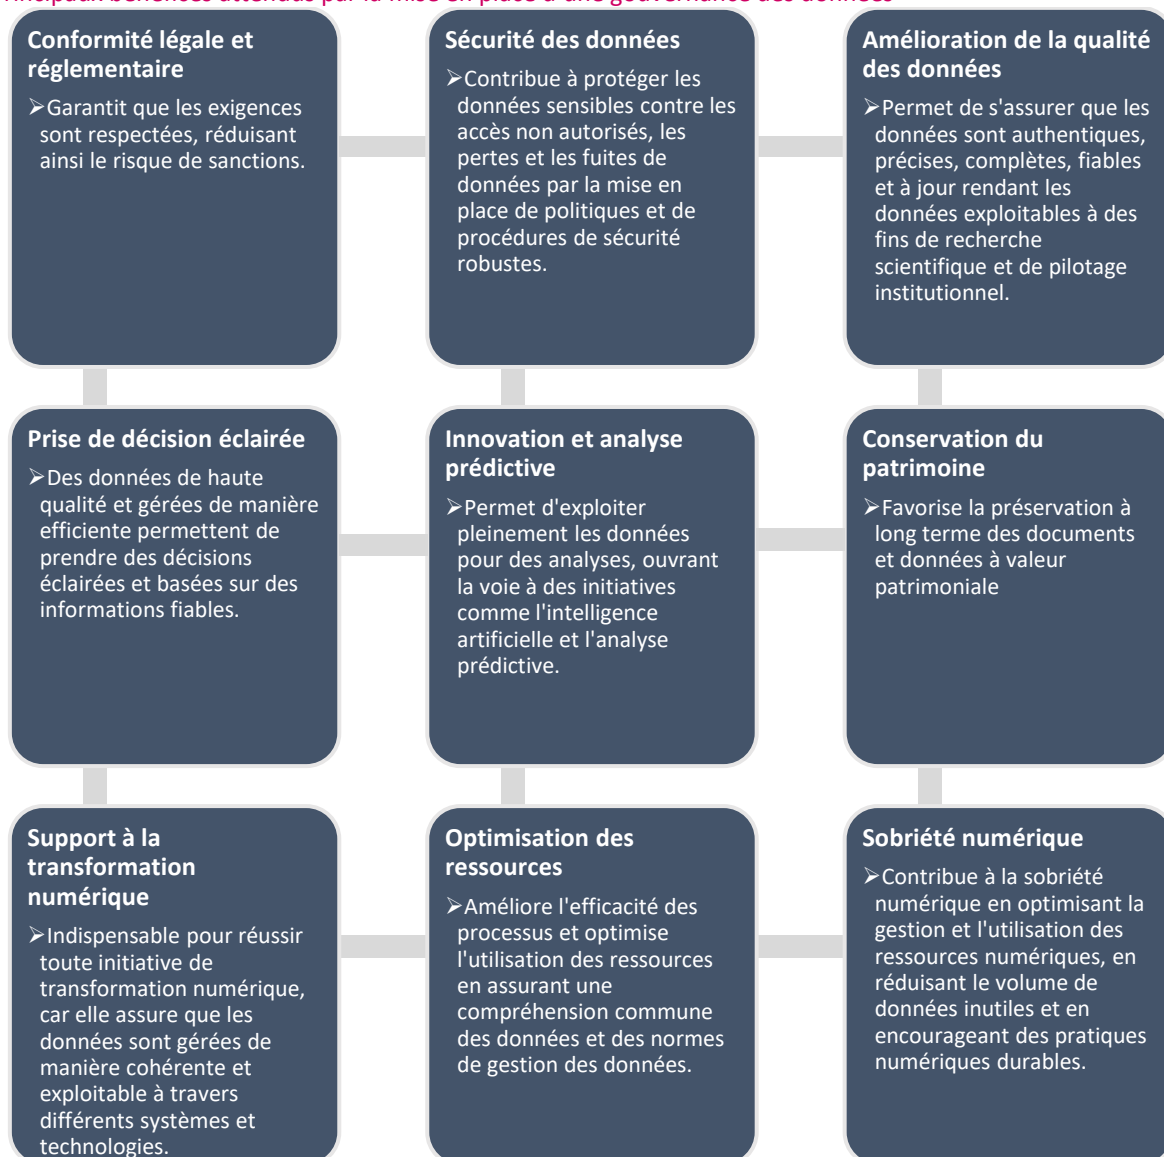 principaux bénéfices attendus par la mise en place d'une gouvernance des données
Conformité légale et
réglementaire
➢Garantit que les exigences
sont respectées, réduisant
ainsi le risque de sanctions.
Sécurité des données
➢Contribue à protéger les
données sensibles contre les
accès non autorisés, les
pertes et les fuites de
données par la mise en
place de politiques et de
procédures de sécurité
robustes.
Amélioration de la qualité
des données
➢Permet de s'assurer que les
données sont authentiques,
précises, complètes, fiables
et à jour rendant les
données exploitables à des
fins de recherche
scientifique et de pilotage
institutionnel.
Prise de décision éclairée
➢Des données de haute
qualité et gérées de manière
efficiente permettent de
prendre des décisions
éclairées et basées sur des
informations fiables.
Innovation et analyse
prédictive
➢Permet d'exploiter
pleinement les données
pour des analyses, ouvrant
la voie à des initiatives
comme l'intelligence
artificielle et l'analyse
prédictive.
Conservation du
patrimoine
➢Favorise la préservation à
long terme des documents
et données à valeur
patrimoniale
Support à la
transformation
numérique
➢Indispensable pour réussir
toute initiative de
transformation numérique,
car elle assure que les
données sont gérées de
manière cohérente et
exploitable à travers
différents systèmes et
technologies.
Optimisation des
ressources
➢Améliore l'efficacité des
processus et optimise
l'utilisation des ressources
en assurant une
compréhension commune
des données et des normes
de gestion des données.
Sobriété numérique
➢Contribue à la sobriété
numérique en optimisant la
gestion et l'utilisation des
ressources numériques, en
réduisant le volume de
données inutiles et en
encourageant des pratiques
numériques durables.